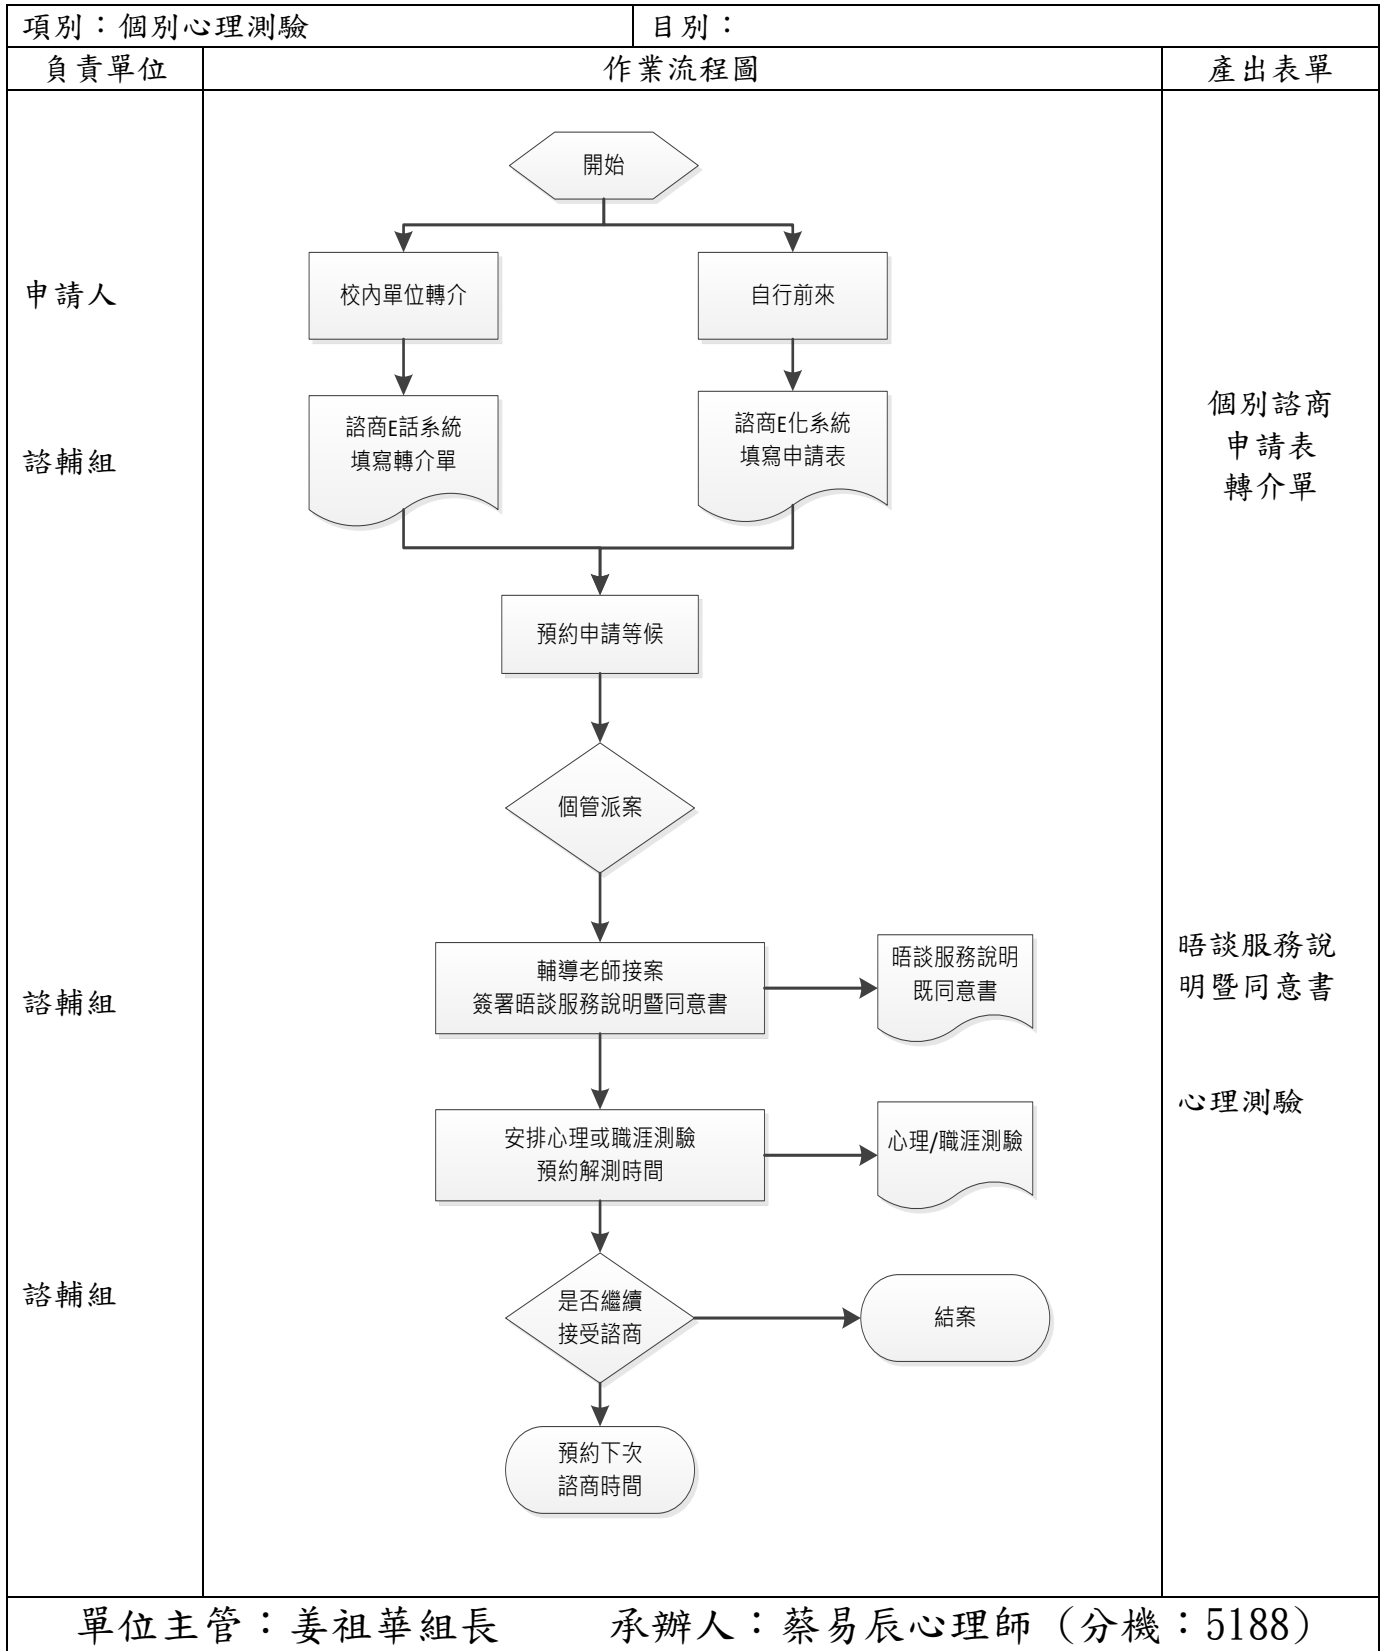 項別：個別心理測驗
目別：
負責單位
作業流程圖
產出表單
開始
申請人
校內單位轉介
自行前來
諮輔組
諮商E話系統
填寫轉介單
諮商E化系統
填寫申請表
個別諮商
申請表
轉介單
預約申請等候
個管派案
諮輔組
輔導老師接案
簽署晤談服務說明暨同意書
晤談服務說明
既同意書
晤談服務說
明暨同意書
安排心理或職涯測驗
預約解測時間
心理/職涯測驗
心理測驗
諮輔組
是否繼續
接受諮商
結案
預約下次
諮商時間
單位主管：姜祖華組長 承辦人：蔡易辰心理師（分機：5188）